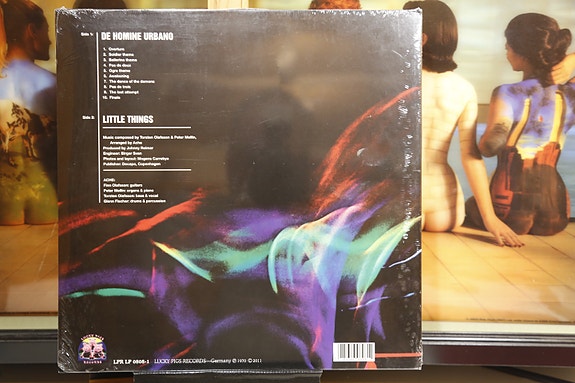 Side 1:
DE HOMINE URBANO
1. Overture
2. Soldier theme
3. Ballerina theme
4. Pas de deux
5. Ogre theme
6. Awakening
7. The dance of the demons
8. Pas de trois
9. The last attempt
10. Finale
Side 2:
LITTLE THINGS
Music composed by Torsten Olafsson & Peter Mellin,
Arranged by Ache
Produced by Johnny Reimar
Engineer: Birger Svan
Photos and layout: Mogens Carrebye
Publisher: Dacapo, Copenhagen
ACHE:
Finn Olafsson: guitars
Peter Mellin: organs & piano
Torsten Olafsson: bass & vocal
Glenn Fischer: drums & percussion
RECORDS
LPR LP 0808-1 LUCKY PIGS RECORDS—Germany ℗ 1970 © 2011